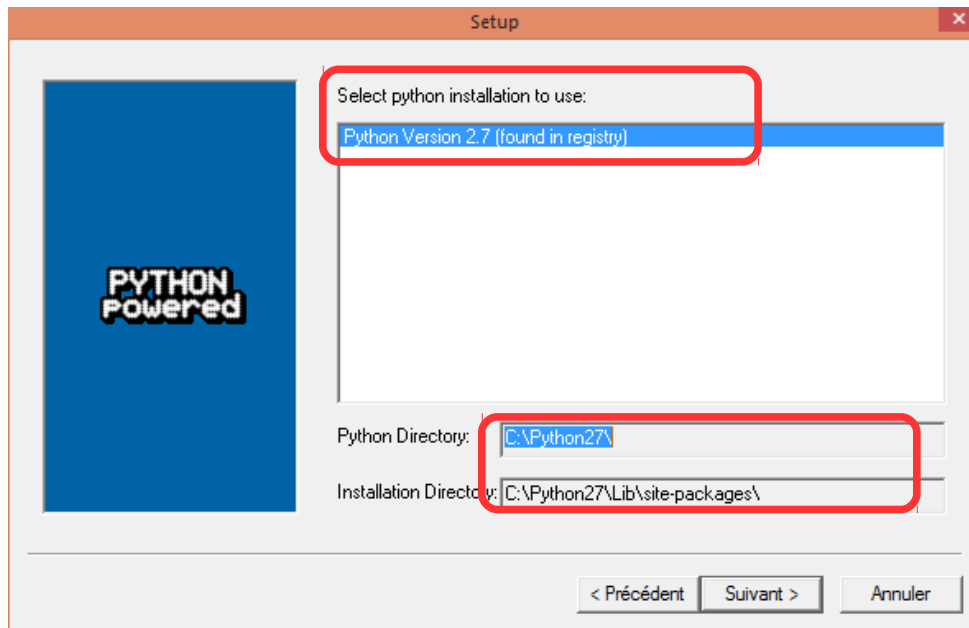 Setup
Select python installation to use:
Python Version 2.7 (found in registry)
PYTHON
powered
Python Directory: C:\Python27\
Installation Directory: C:\Python27\Lib\site-packages\
< Précédent Suivant > Annuler